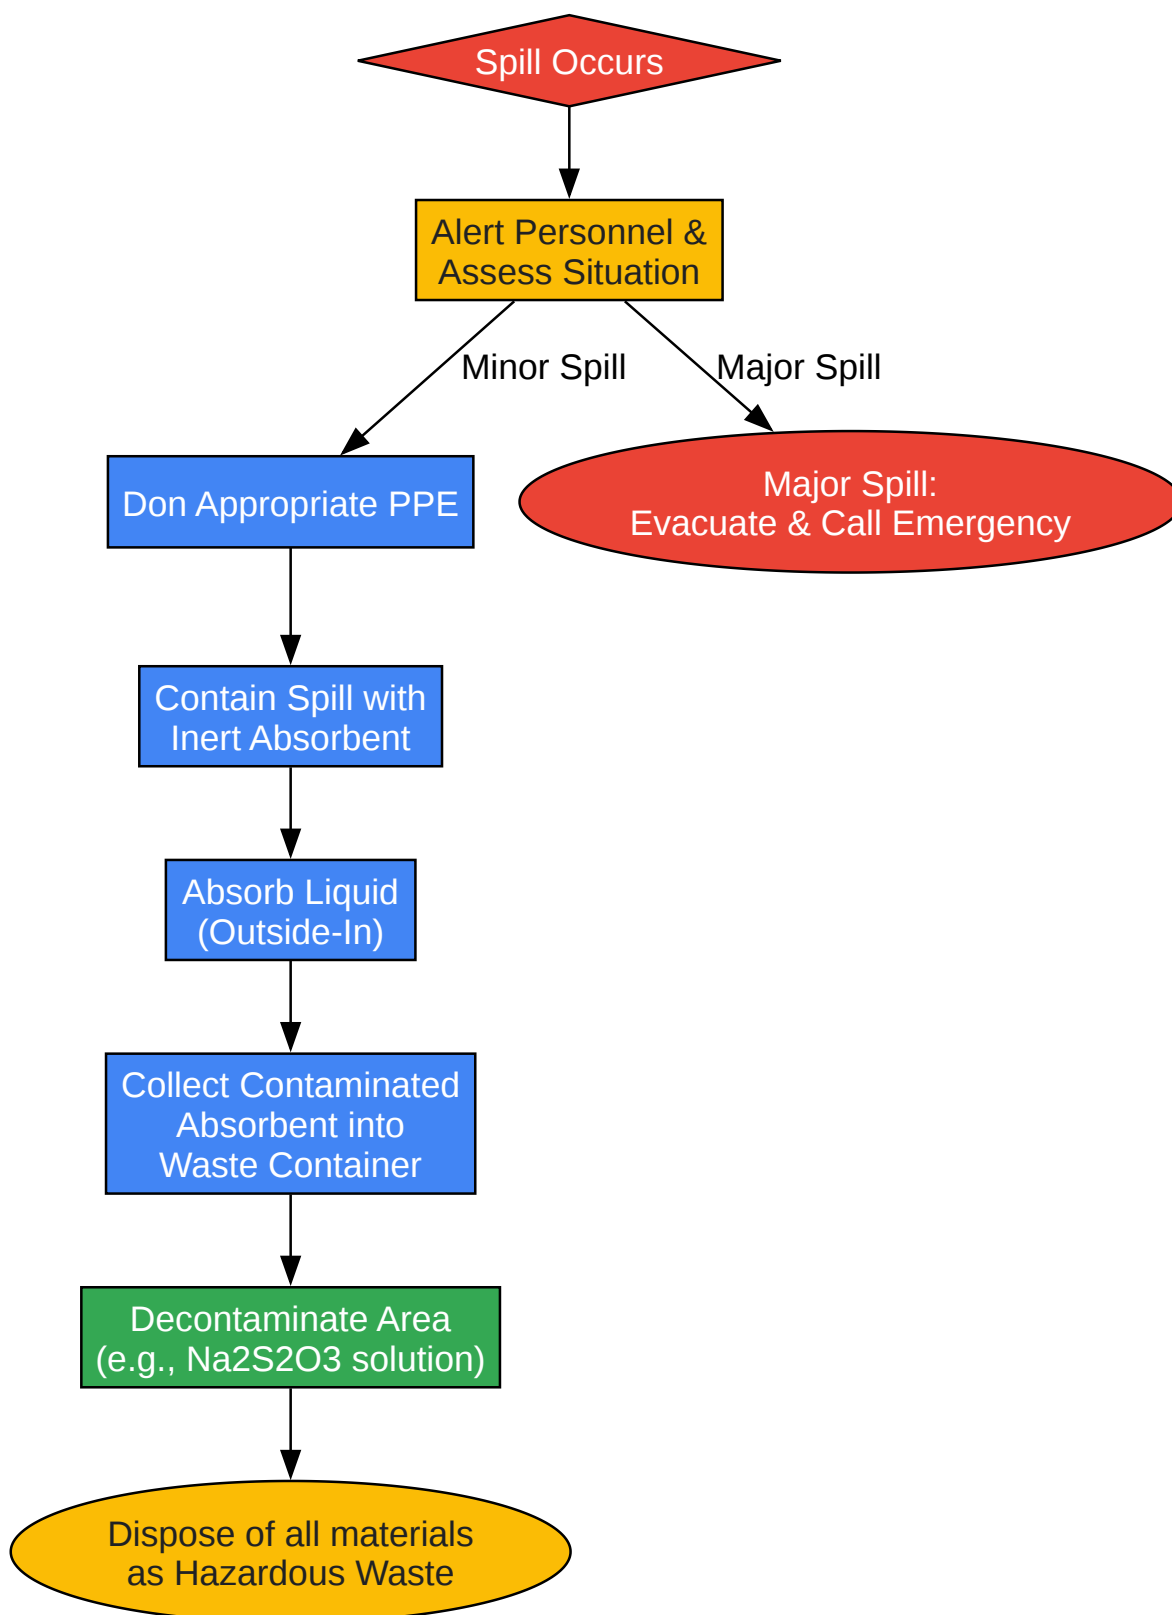 Spill Occurs
Alert Personnel &
Assess Situation
Minor Spill
Major Spill
Don Appropriate PPE
Major Spill:
Evacuate & Call Emergency
Contain Spill with
Inert Absorbent
Absorb Liquid
(Outside-In)
Collect Contaminated
Absorbent into
Waste Container
Decontaminate Area
(e.g., Na2S2O3 solution)
Dispose of all materials
as Hazardous Waste